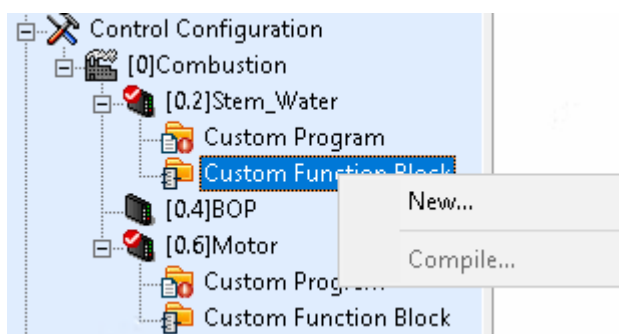 Control Configuration
[0]Combustion
[0.2]Stem_Water
Custom Program
Custom Function Block
New...
[0.4]BOP
[0.6]Motor
Compile...
Custom Program
Custom Function Block